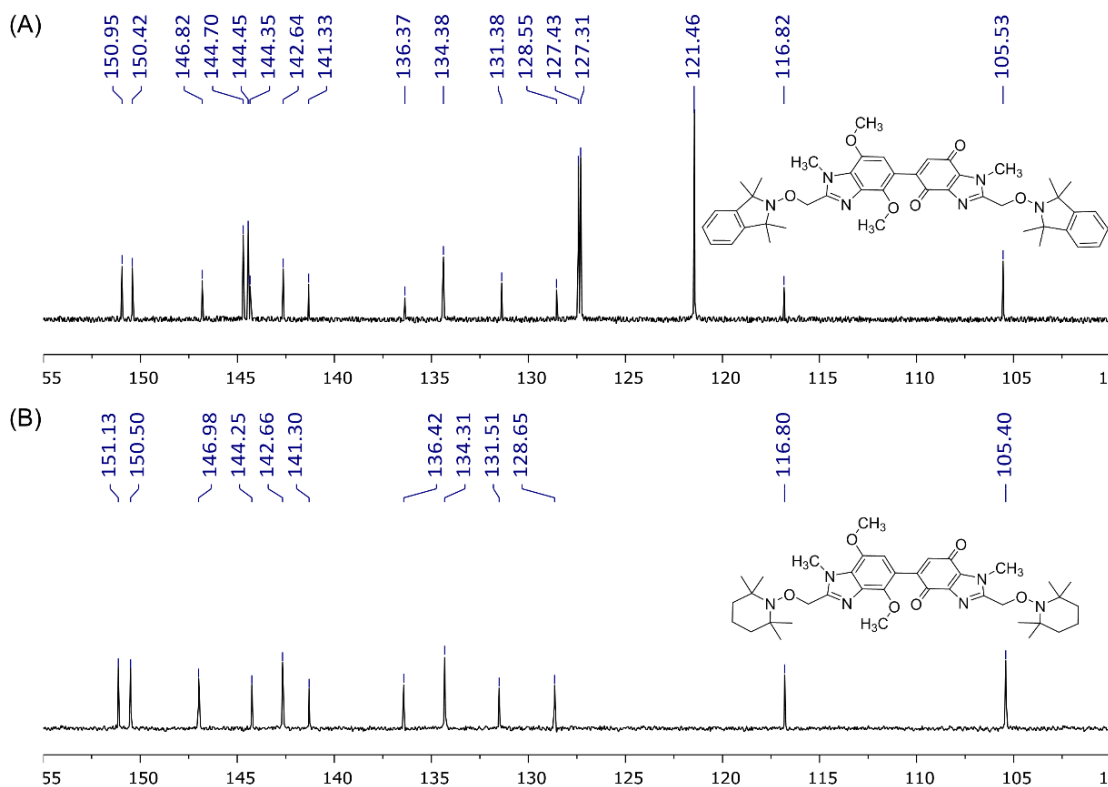 (A)
150.95
150.42
146.82
144.70
144.45
144.35
142.64
141.33
136.37
134.38
131.38
128.55
127.43
127.31
121.46
116.82
105.53
CH3
O
O
H3C
N
N
CH3
O
N
N
O
O
N
N
O
N
CH3
55 150 145 140 135 130 125 120 115 110 105 1
(B)
151.13
150.50
146.98
144.25
142.66
141.30
136.42
134.31
131.51
128.65
116.80
105.40
CH3
O
O
H3C
N
N
CH3
O
N
N
O
O
N
N
O
N
CH3
55 150 145 140 135 130 125 120 115 110 105 1